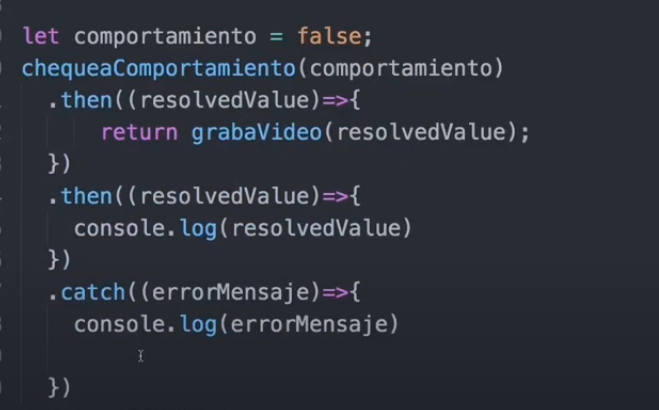 let comportamiento = false;
chequeaComportamiento(comportamiento)
.then((resolvedValue)=>{
return grabaVideo(resolvedValue);
})
.then((resolvedValue)=>{
console.log(resolvedValue)
})
.catch((errorMensaje)=>{
console.log(errorMensaje)
})